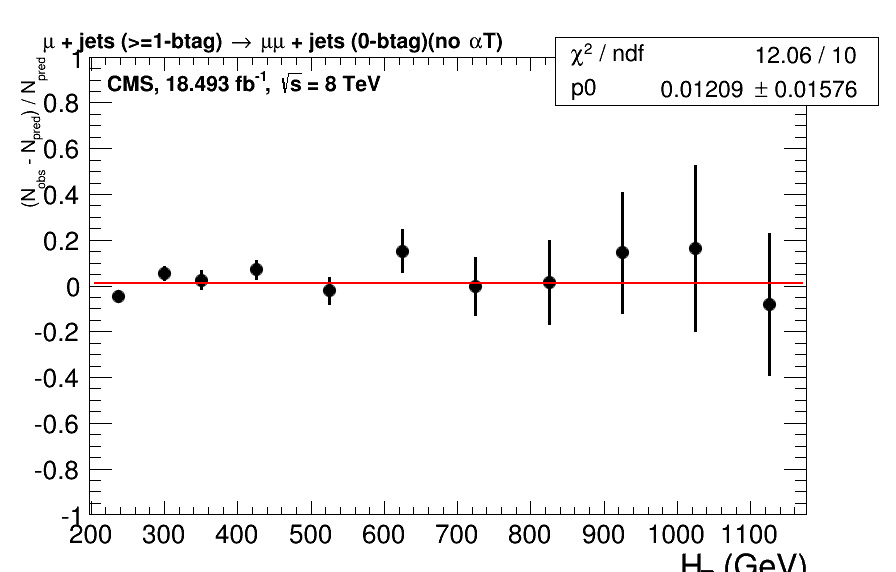 μ + jets (>=1-btag) → μμ + jets (0-btag)(no αT)
χ² / ndf 12.06 / 10
p0 0.01209 ± 0.01576
CMS, 18.493 fb⁻¹, √s = 8 TeV
(N_obs - N_pred) / N_pred
1
0.8
0.6
0.4
0.2
0
-0.2
-0.4
-0.6
-0.8
-1
200 300 400 500 600 700 800 900 1000 1100
(GeV)